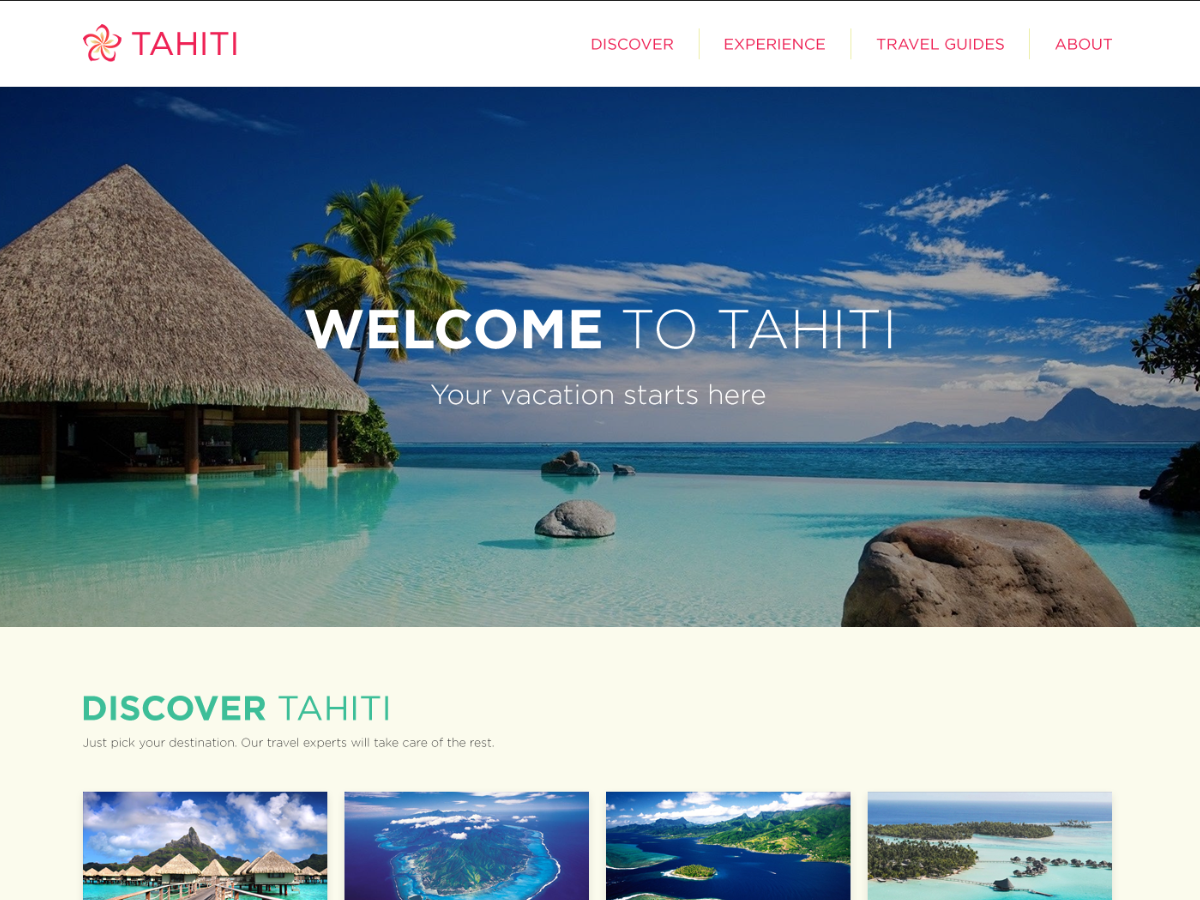 TAHITI
DISCOVER
EXPERIENCE
TRAVEL GUIDES
ABOUT
WELCOME TO TAHITI
Your vacation starts here
DISCOVER TAHITI
Just pick your destination. Our travel experts will take care of the rest.